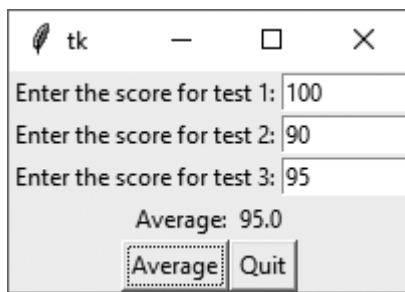 tk
Enter the score for test 1: 100
Enter the score for test 2: 90
Enter the score for test 3: 95
Average: 95.0
Average Quit